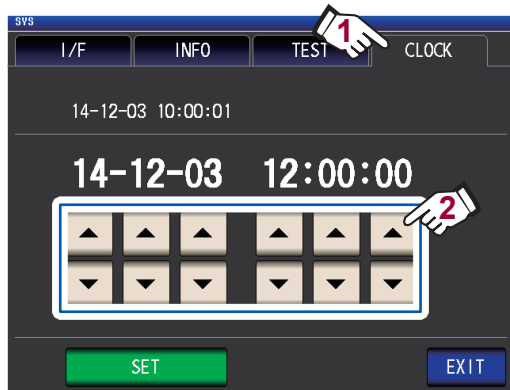 SYS
I/F INFO TEST CLOCK
1
14-12-03 10:00:01
14-12-03 12:00:00
2
SET EXIT